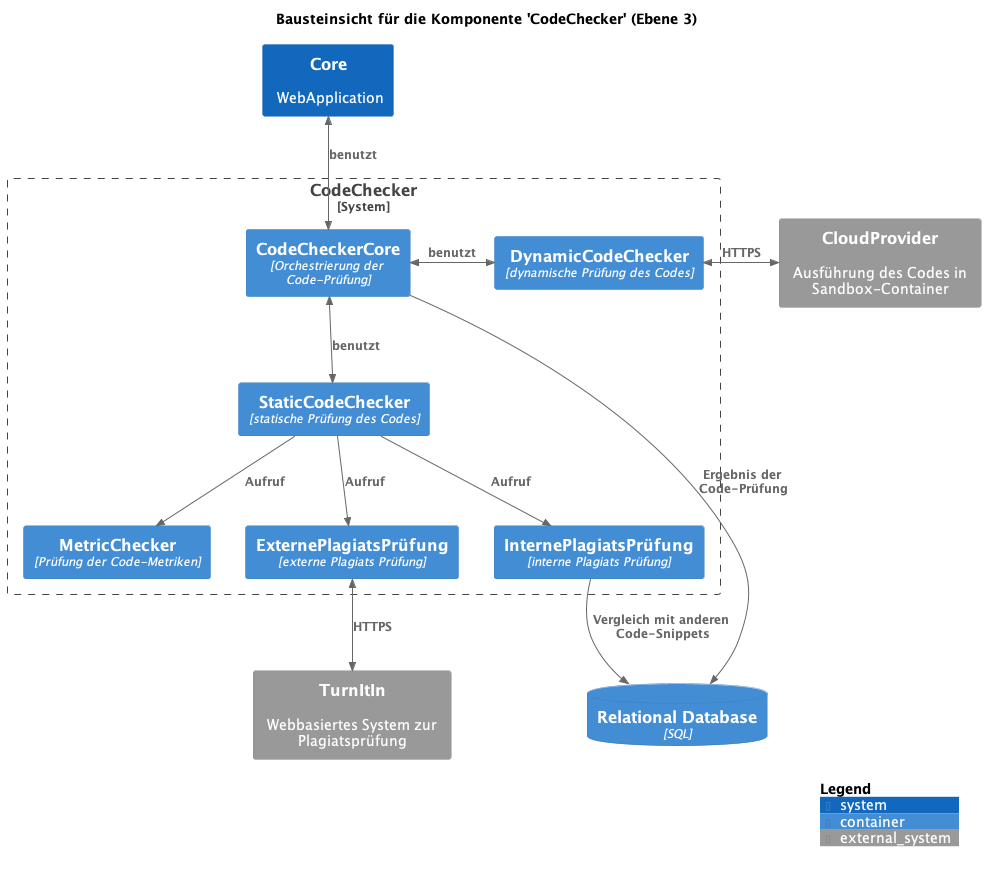 Bausteinsicht für die Komponente 'CodeChecker' (Ebene 3)
Core
WebApplication
benutzt
CodeChecker
[System]
CodeCheckerCore
[Orchestrierung der
Code-Prüfung]
benutzt
DynamicCodeChecker
[dynamische Prüfung des Codes]
HTTPS
CloudProvider
Ausführung des Codes in
Sandbox-Container
benutzt
StaticCodeChecker
[statische Prüfung des Codes]
Aufruf
Aufruf
Aufruf
Ergebnis der
Code-Prüfung
MetricChecker
[Prüfung der Code-Metriken]
ExternePlagiatsPrüfung
[externe Plagiats Prüfung]
InternePlagiatsPrüfung
[interne Plagiats Prüfung]
HTTPS
Vergleich mit anderen
Code-Snippets
TurnItIn
Webbasiertes System zur
Plagiatsprüfung
Relational Database
[SQL]
Legend
system
container
external_system